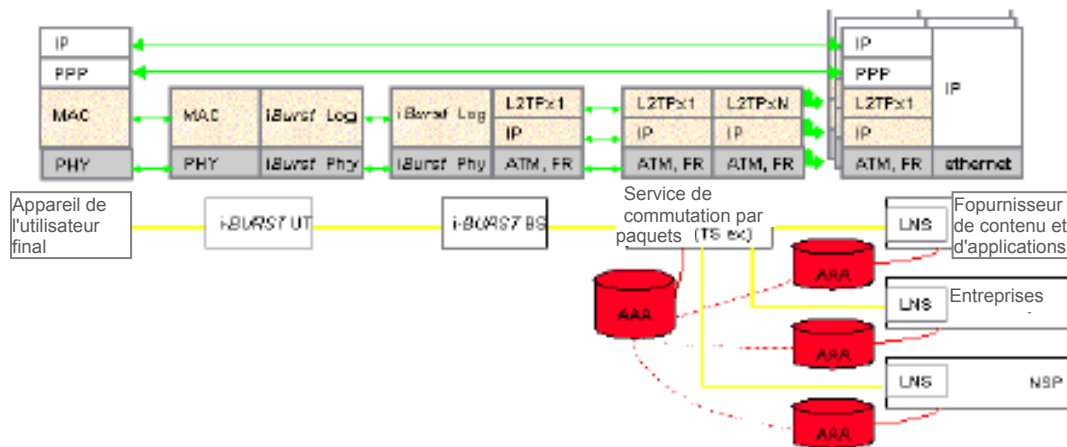 IP
IP
PPP
PPP
IP
MAC
MAC
iBurst Log
iBurst Log
L2TPx1
L2TPx1
L2TPxN
L2TPx1
IP
IP
IP
IP
PHY
PHY
iBurst Phy
iBurst Phy
ATM, FR
ATM, FR
ATM, FR
ATM, FR
ethernet
Appareil de
l'utilisateur
final
i-BURST UT
i-BURST BS
Service de
commutation par
paquets (TS ex)
LNS
Fopurnisseur
de contenu et
d'applications
AAA
AAA
LNS
Entreprises
AAA
LNS
NSP
AAA